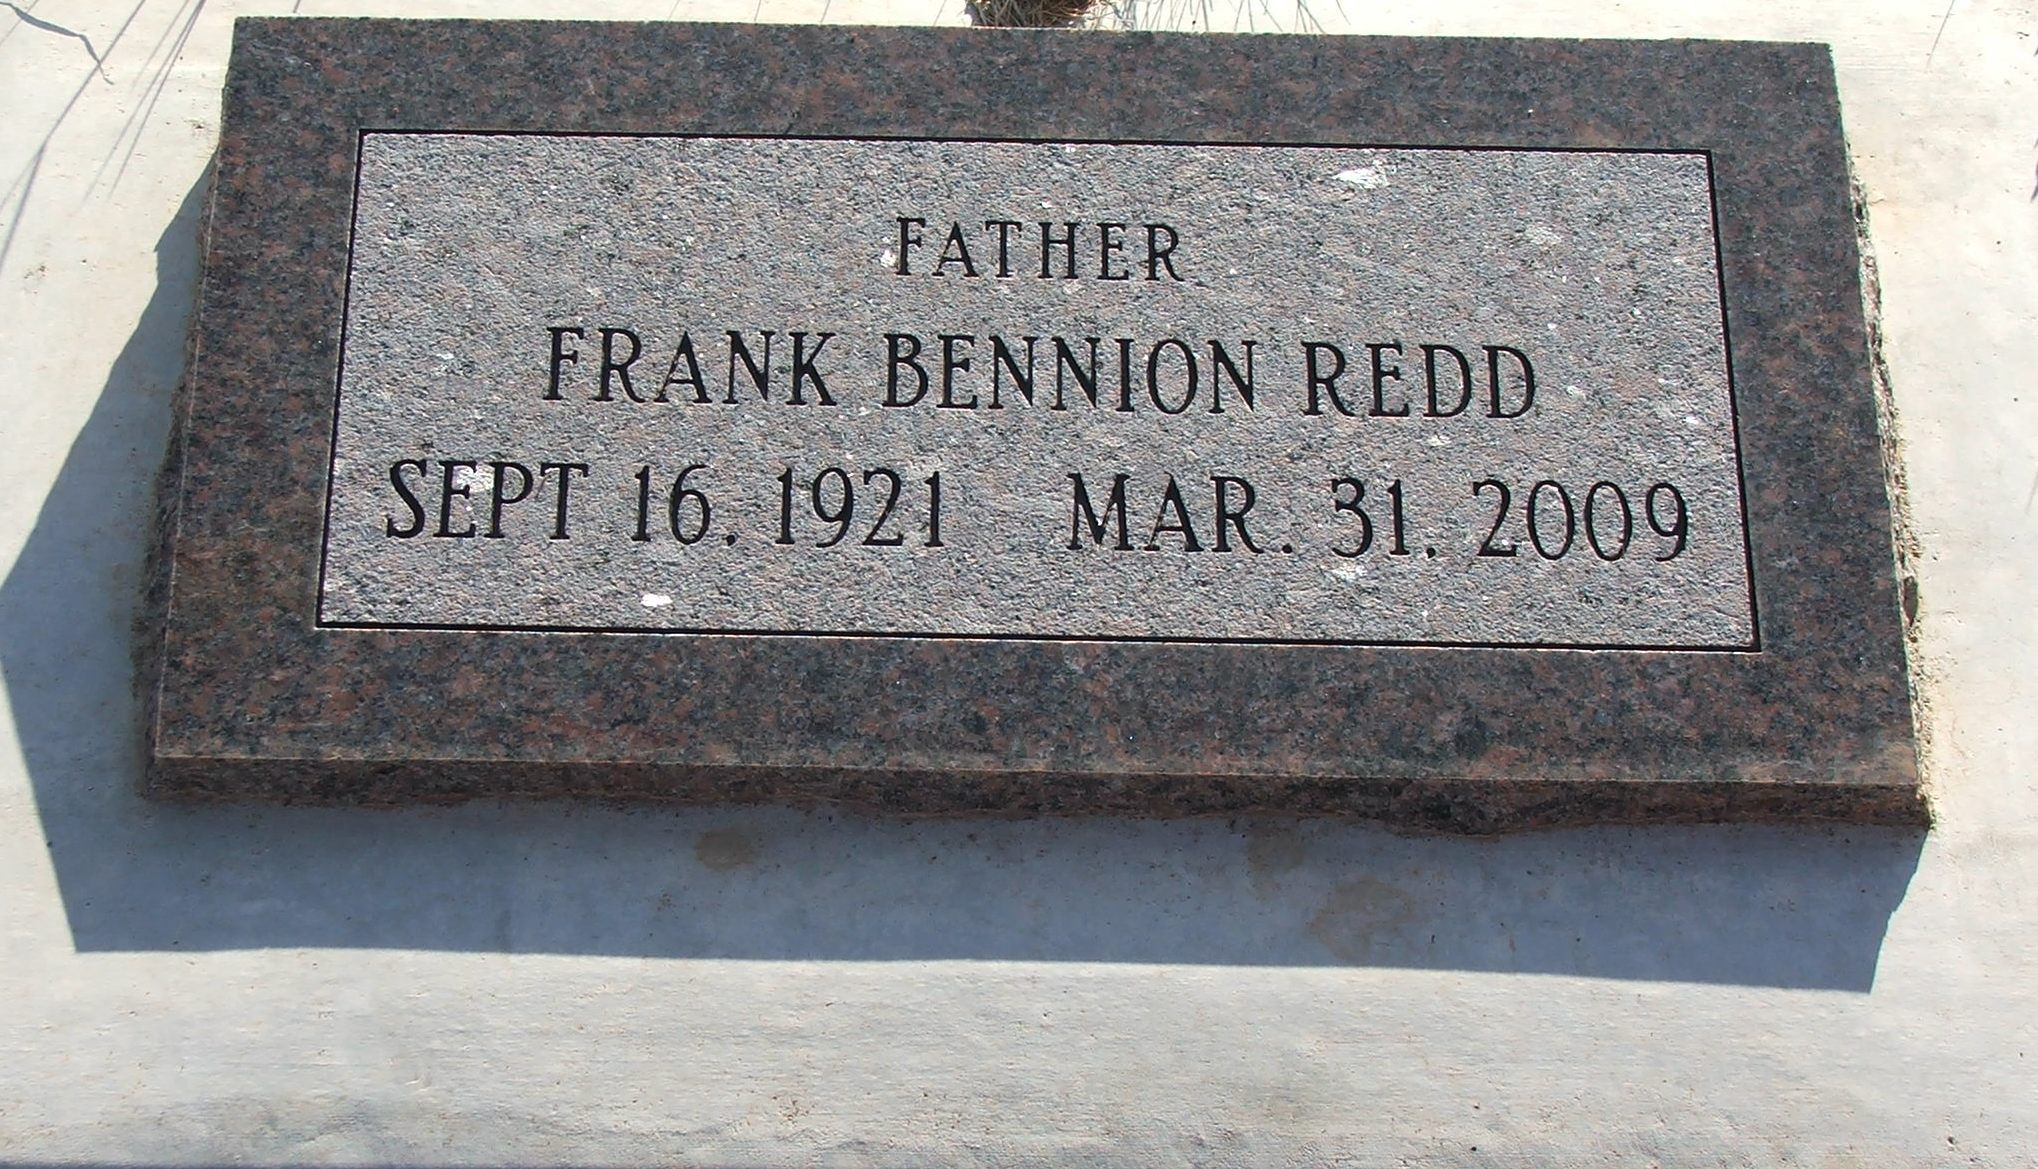 FATHER
FRANK BENNION REDD
SEPT 16. 1921 MAR. 31. 2009